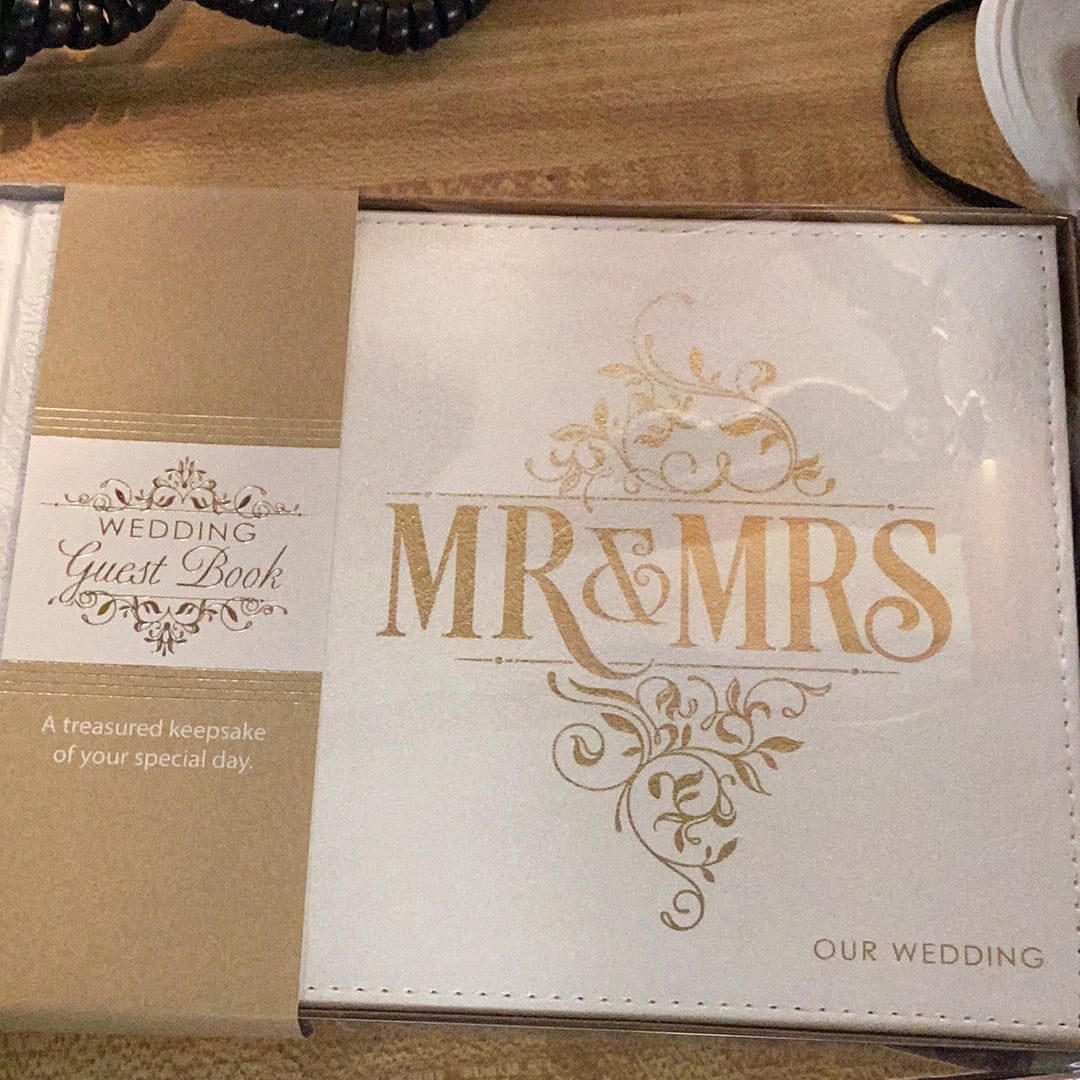 WEDDING
Guest Book
A treasured keepsake
of your special day.
MR&MRS
OUR WEDDING